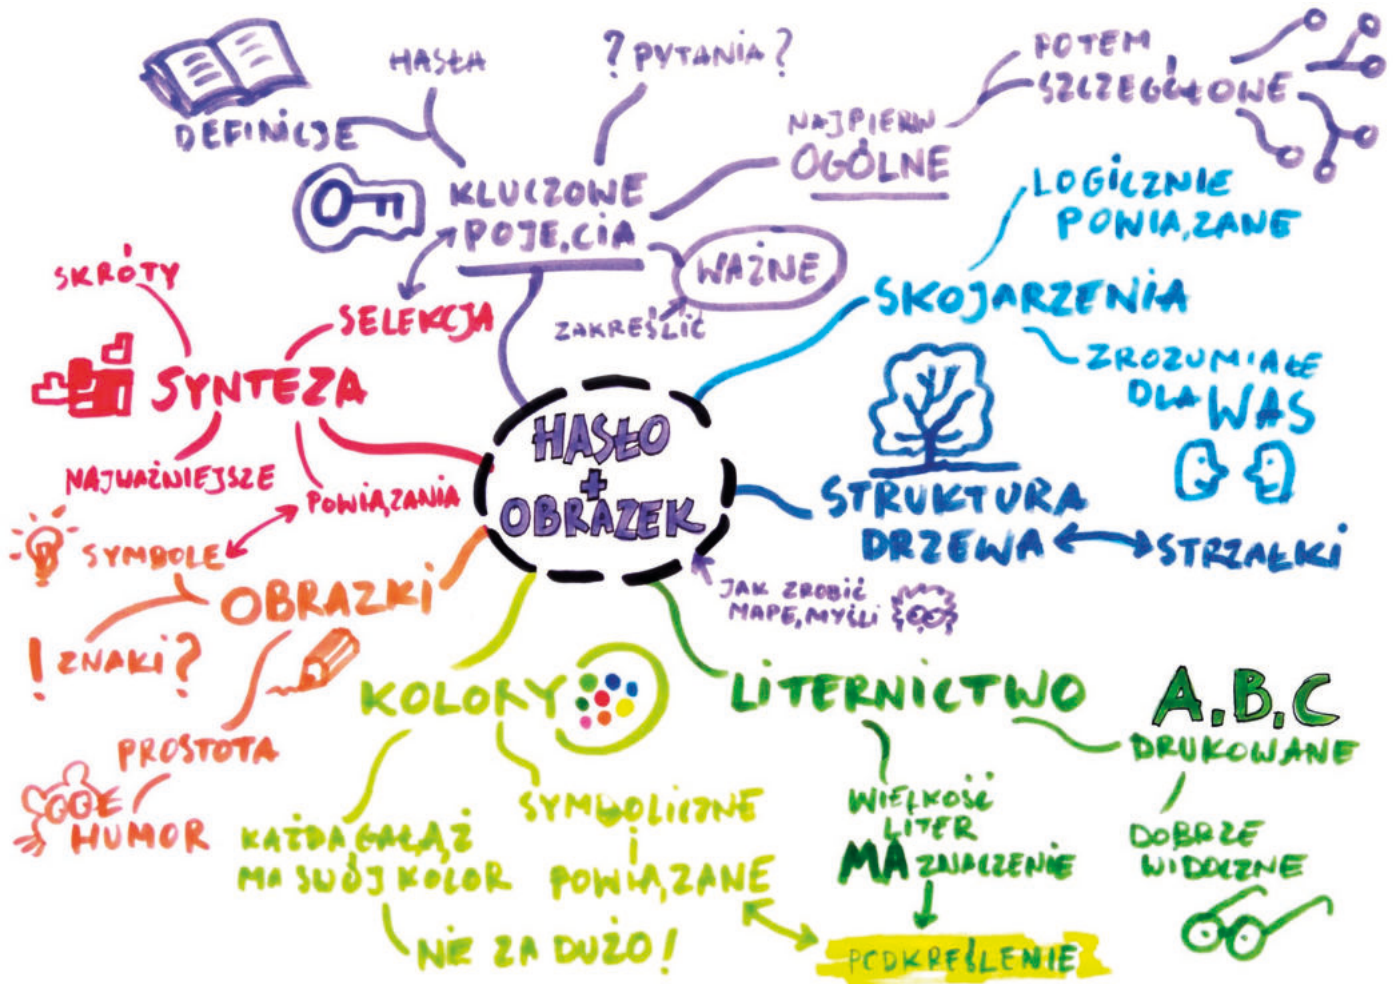 HASŁO
+
OBRAZEK
JAK ZROBIĆ
MAPĘ MYŚLI
KLUCZOWE
POJĘCIA
HASŁA
DEFINICJE
? PYTANIA ?
NAJPIERW
OGÓLNE
POTEM
SZCZEGÓŁOWE
WAŻNE
ZAKREŚLIĆ
SKOJARZENIA
LOGICZNIE
POWIĄZANE
ZROZUMIAŁE
DLA WAS
STRUKTURA
DRZEWA
STRZAŁKI
LITERNICTWO
A, B, C
DRUKOWANE
DOBRZE
WIDOCZNE
WIELKOŚĆ
LITER
MA ZNACZENIE
PODKREŚLENIE
KOLORY
SYMBOLICZNE
i
POWIĄZANE
KAŻDA GAŁĄŹ
MA SWÓJ KOLOR
NIE ZA DUŻO!
OBRAZKI
SYMBOLE
! ZNAKI ?
PROSTOTA
HUMOR
SYNTEZA
SKRÓTY
SELEKCJA
NAJWAŻNIEJSZE
POWIĄZANIA